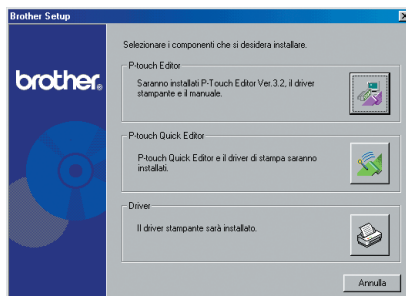 Brother Setup
Selezionare i componenti che si desidera installare.
brother.
P-touch Editor
Saranno installati P-Touch Editor Ver.3.2, il driver
stampante e il manuale.
P-touch Quick Editor
P-touch Quick Editor e il driver di stampa saranno
installati.
Driver
Il driver stampante sarà installato.
Annulla